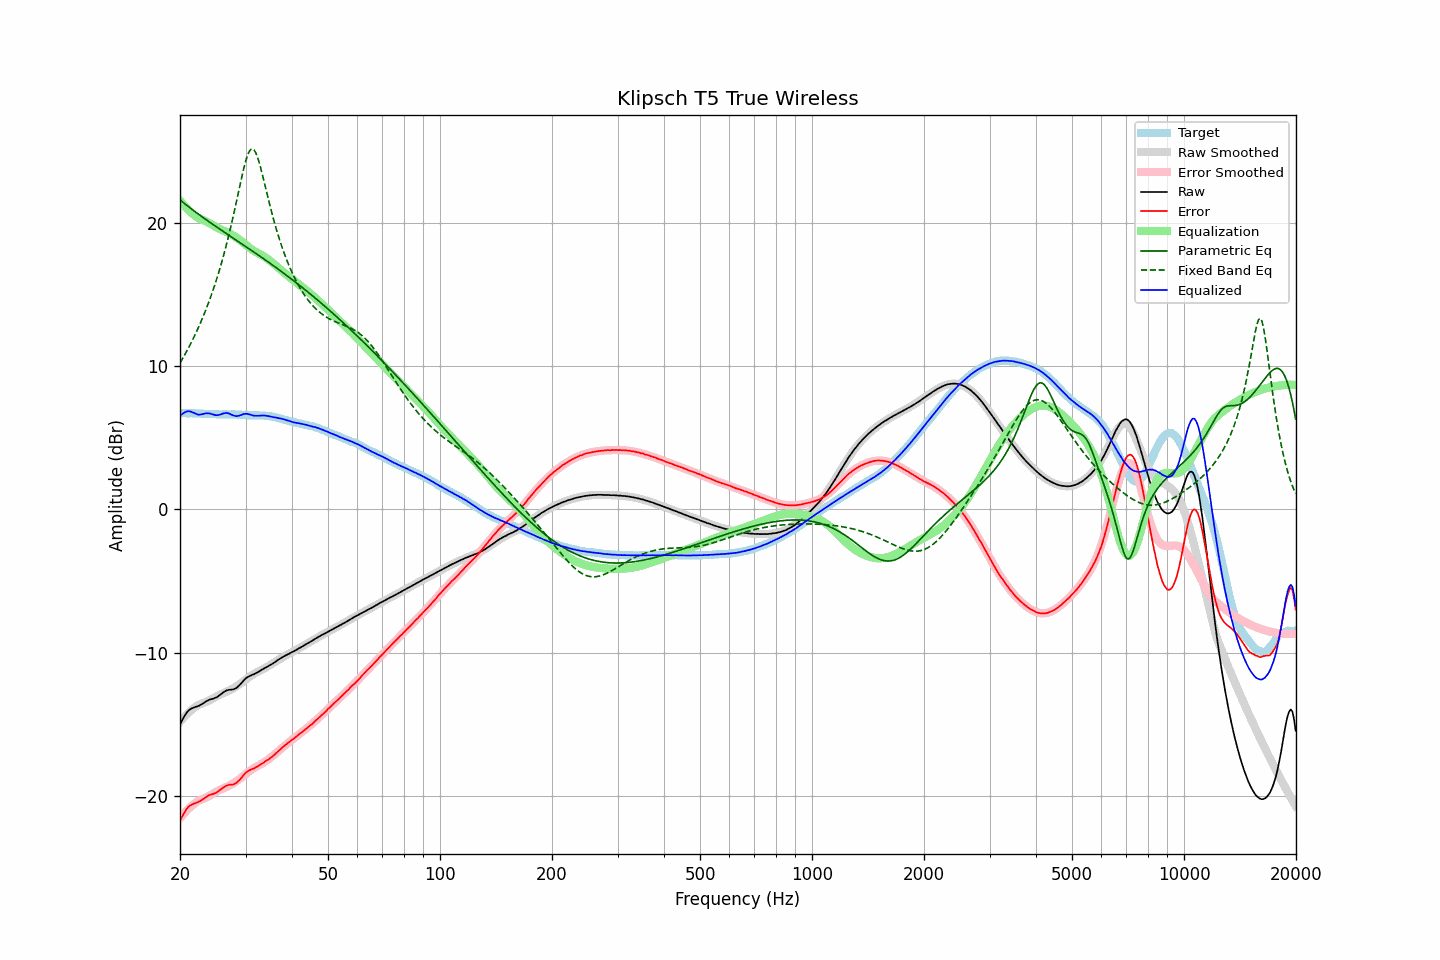 Klipsch T5 True Wireless
Target
Raw Smoothed
Error Smoothed
Raw
Error
Equalization
Parametric Eq
Fixed Band Eq
Equalized
20
10
0
−10
−20
Amplitude (dBr)
20 50 100 200 500 1000 2000 5000 10000 20000
Frequency (Hz)